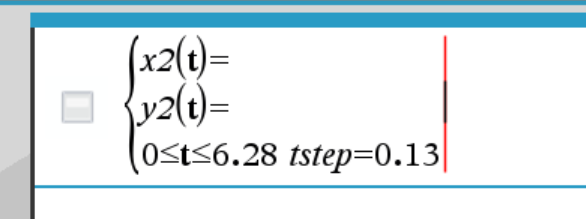 x2(t)=
y2(t)=
0≤t≤6.28 tstep=0.13